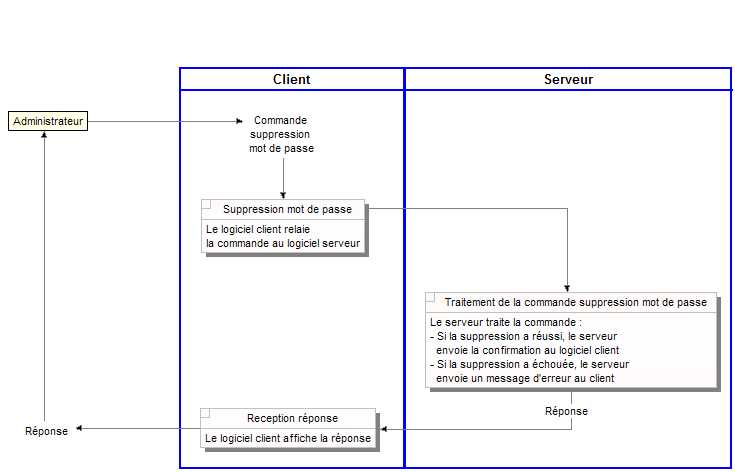 Client
Serveur
Administrateur
Commande
suppression
mot de passe
Suppression mot de passe
Le logiciel client relaie
la commande au logiciel serveur
Traitement de la commande suppression mot de passe
Le serveur traite la commande :
- Si la suppression a réussi, le serveur
envoie la confirmation au logiciel client
- Si la suppression a échouée, le serveur
envoie un message d'erreur au client
Réponse
Reception réponse
Le logiciel client affiche la réponse
Réponse